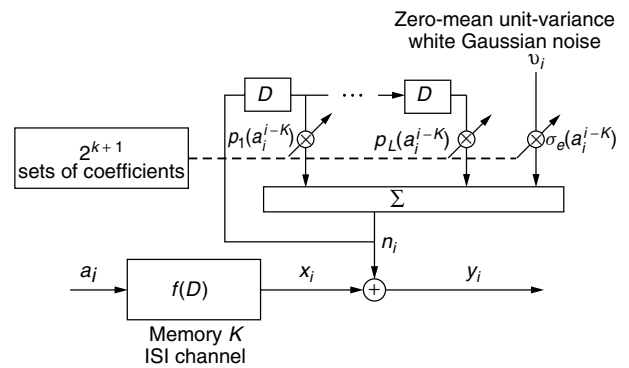 Zero-mean unit-variance
white Gaussian noise
υ_i
D ... D
p_1(a_i^{i–K}) p_L(a_i^{i–K}) σ_e(a_i^{i–K})
2^{k+1}
sets of coefficients
Σ
n_i
a_i x_i y_i
f(D) +
Memory K
ISI channel